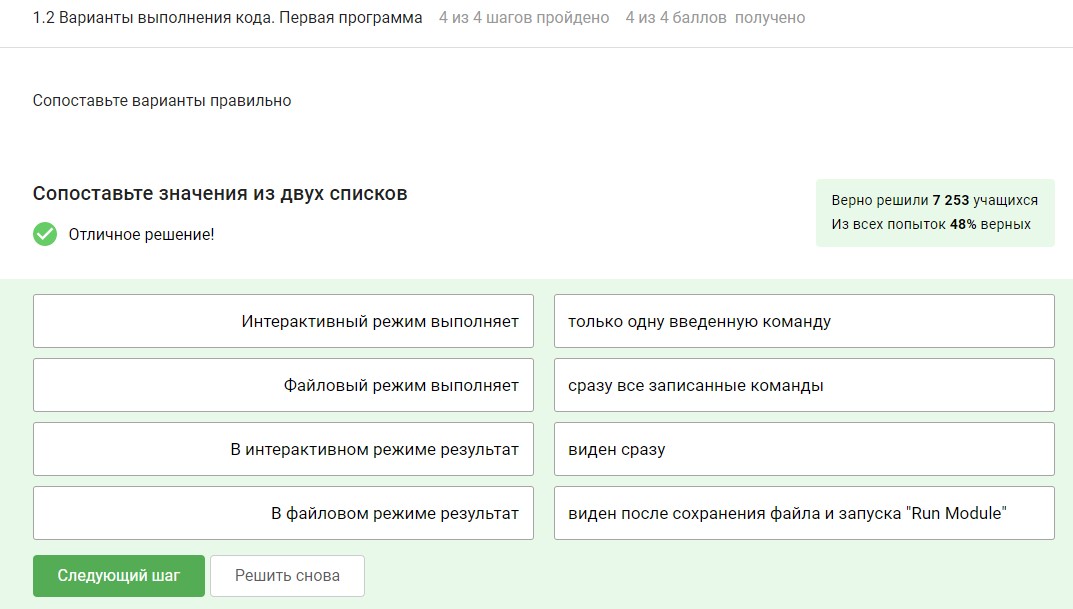 1.2 Варианты выполнения кода. Первая программа 4 из 4 шагов пройдено 4 из 4 баллов получено
Сопоставьте варианты правильно
Сопоставьте значения из двух списков
Отличное решение!
Верно решили 7 253 учащихся
Из всех попыток 48% верных
Интерактивный режим выполняет
только одну введенную команду
Файловый режим выполняет
сразу все записанные команды
В интерактивном режиме результат
виден сразу
В файловом режиме результат
виден после сохранения файла и запуска "Run Module"
Следующий шаг
Решить снова